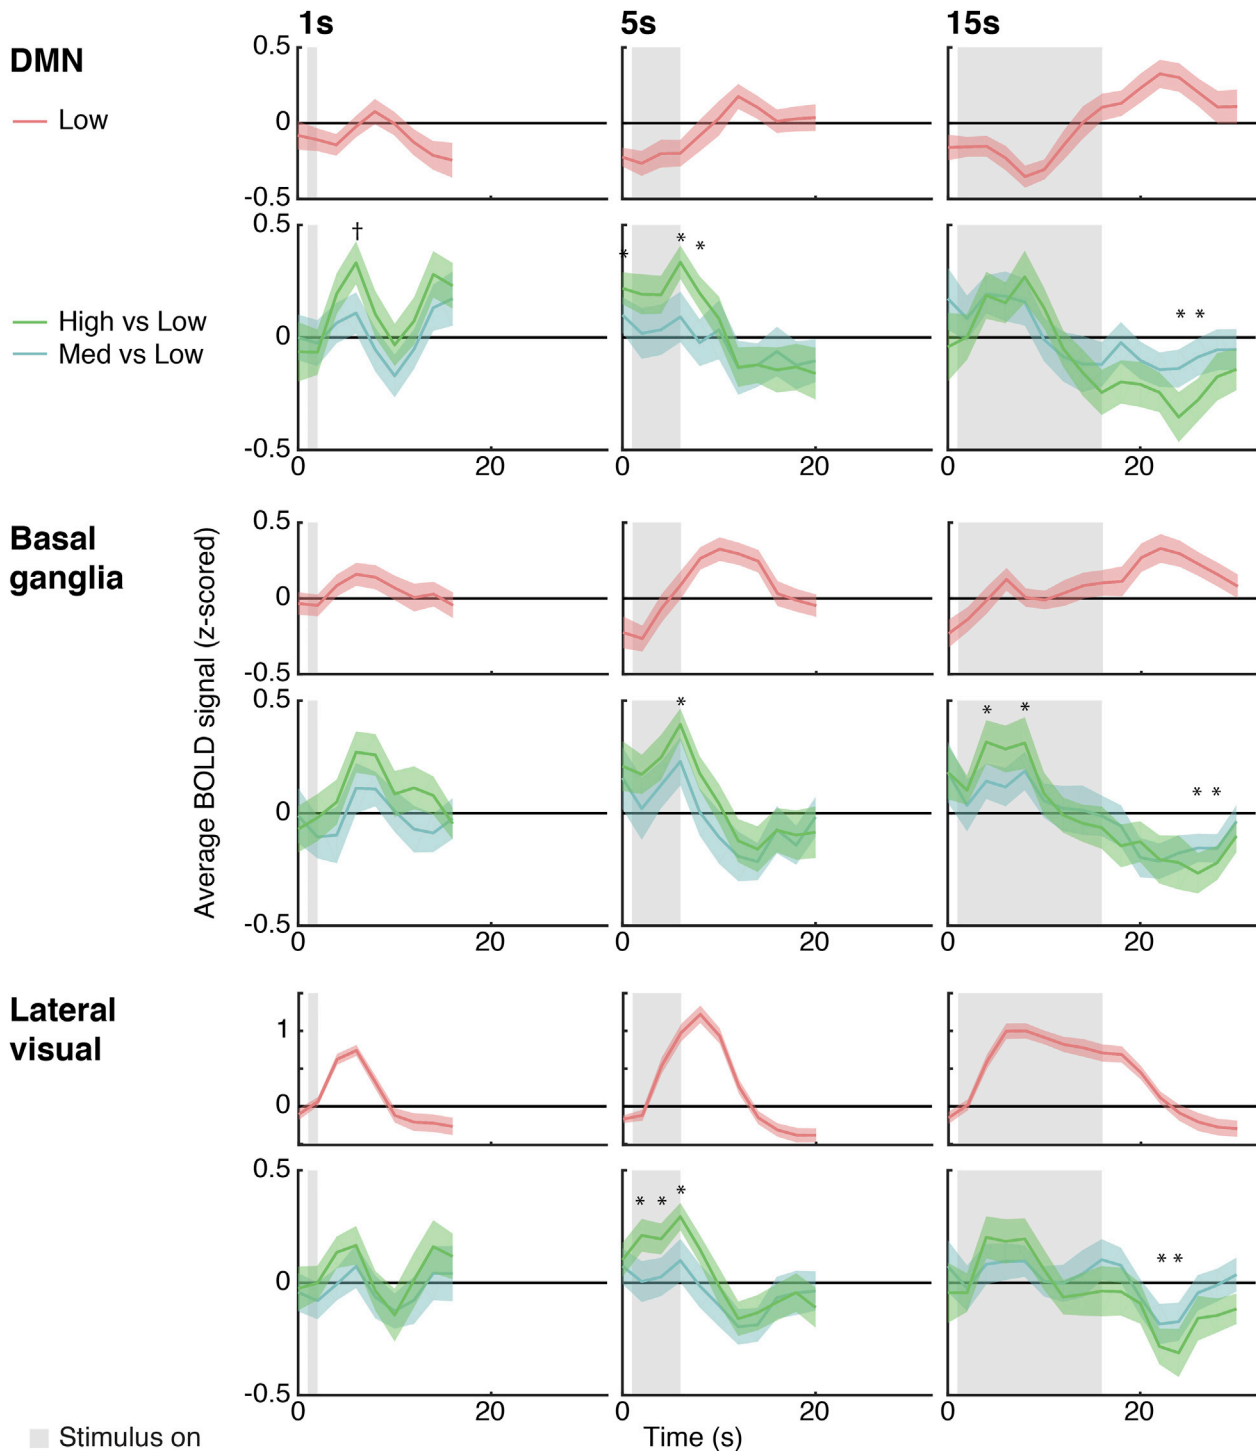 1s 5s 15s
DMN
0.5
0
-0.5
Low
†
* * *
* *
0.5
0
-0.5
High vs Low
Med vs Low
0 20 0 20 0 20
Basal
ganglia
Average BOLD signal (z-scored)
0.5
0
-0.5
*
* *
* *
0.5
0
-0.5
0 20 0 20 0 20
Lateral
visual
1
0
* * *
* *
0.5
0
-0.5
0 20 0 20 0 20
Stimulus on
Time (s)